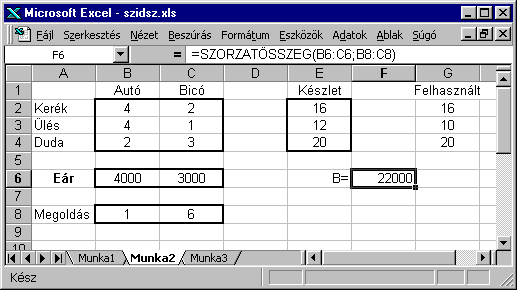 Microsoft Excel - szidsz.xls
Fájl Szerkesztés Nézet Beszúrás Formátum Eszközök Adatok Ablak Súgó
F6 = =SZORZATÖSSZEG(B6:C6;B8:C8)
A B C D E F G
1 Autó Bicó Készlet Felhasznált
2 Kerék 4 2 16 16
3 Ülés 4 1 12 10
4 Duda 2 3 20 20
5
6 Eár 4000 3000 B= 22000
7
8 Megoldás 1 6
9
10
Munka1 Munka2 Munka3
Kész